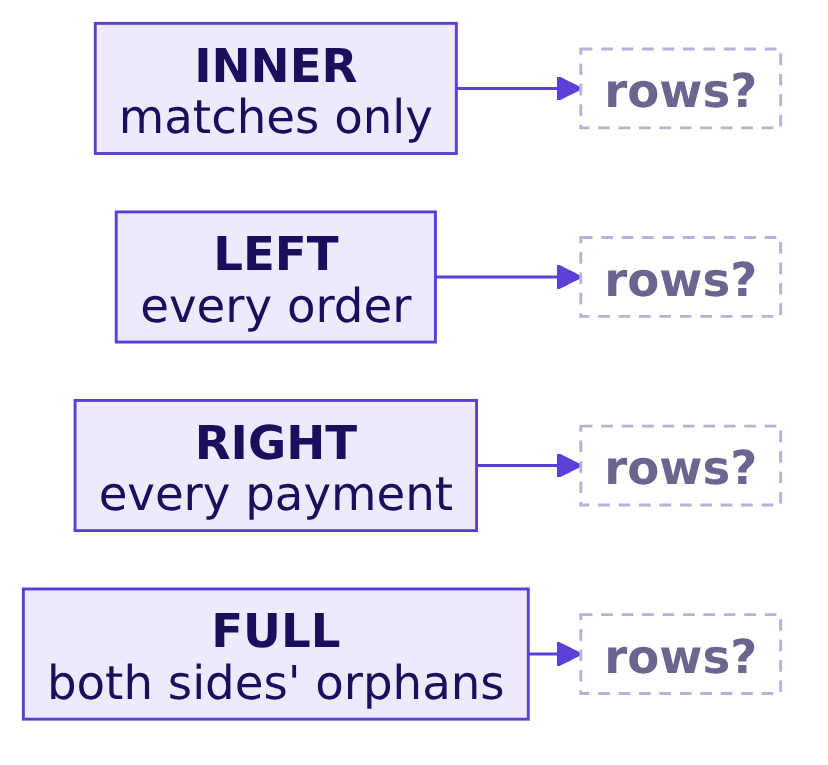 INNER
matches only
rows?
LEFT
every order
rows?
RIGHT
every payment
rows?
FULL
both sides' orphans
rows?